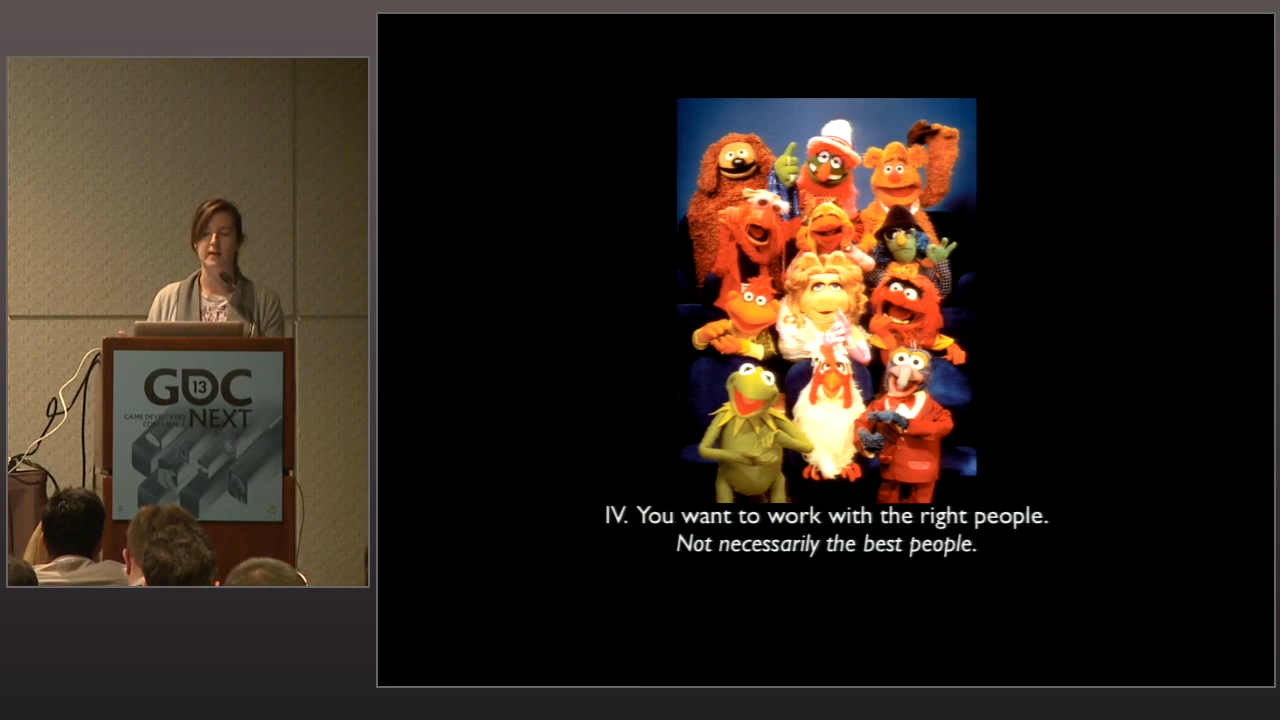 GDC
13
NEXT
GAME DEVELOPERS
CONFERENCE
IV. You want to work with the right people.
Not necessarily the best people.